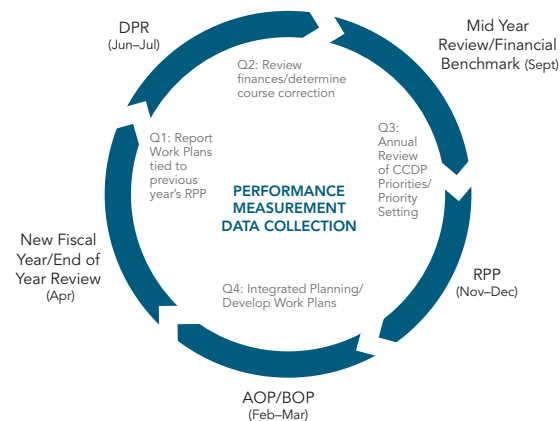 DPR
(Jun–Jul)
Mid Year
Review/Financial
Benchmark (Sept)
Q2: Review
finances/determine
course correction
Q3:
Annual
Review
of CCDP
Priorities/
Priority
Setting
Q1: Report
Work Plans
tied to
previous
year's RPP
PERFORMANCE
MEASUREMENT
DATA COLLECTION
New Fiscal
Year/End of
Year Review
(Apr)
RPP
(Nov–Dec)
Q4: Integrated Planning/
Develop Work Plans
AOP/BOP
(Feb–Mar)